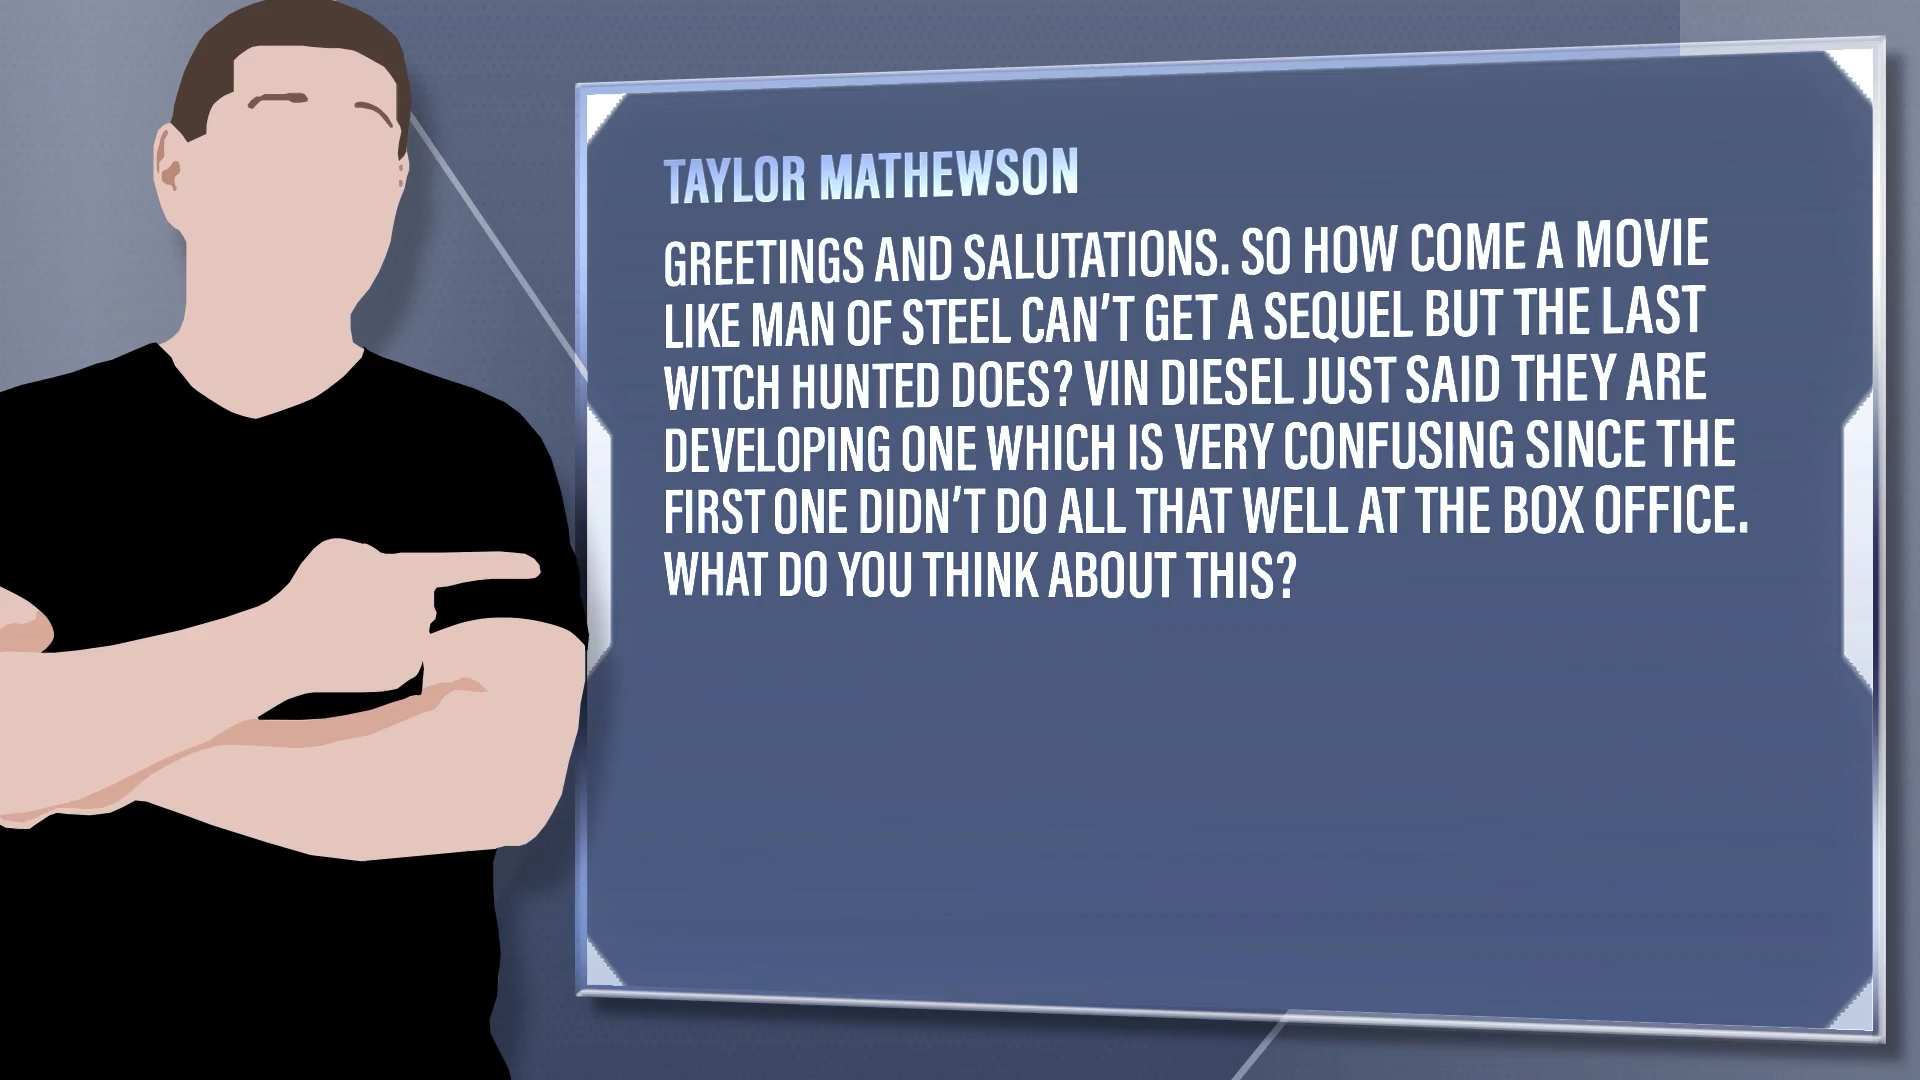 TAYLOR MATHEWSON
GREETINGS AND SALUTATIONS. SO HOW COME A MOVIE
LIKE MAN OF STEEL CAN'T GET A SEQUEL BUT THE LAST
WITCH HUNTED DOES? VIN DIESEL JUST SAID THEY ARE
DEVELOPING ONE WHICH IS VERY CONFUSING SINCE THE
FIRST ONE DIDN'T DO ALL THAT WELL AT THE BOX OFFICE.
WHAT DO YOU THINK ABOUT THIS?